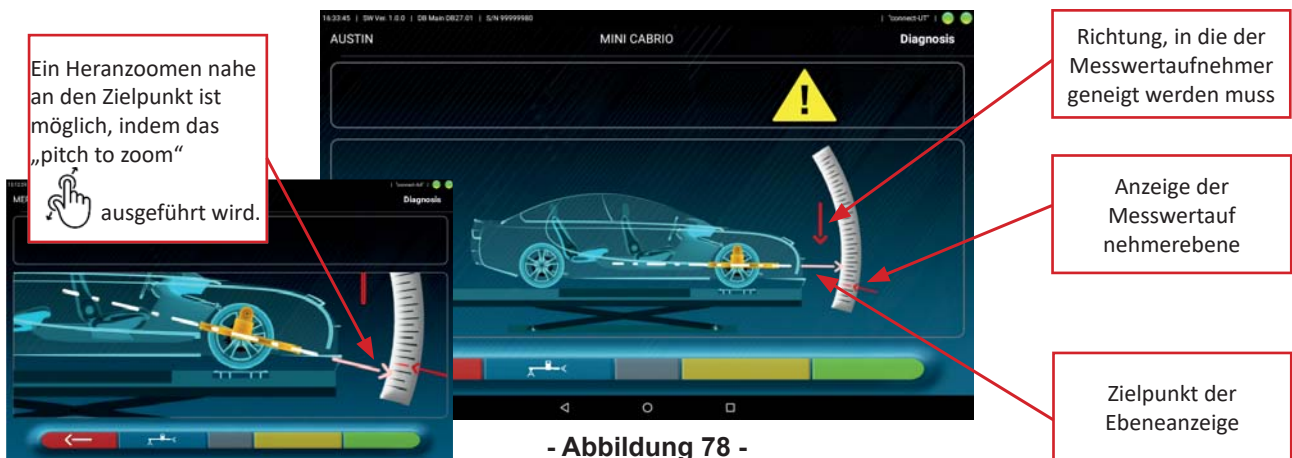 16:33:45 | SW Ver. 1.0.0 | DB Main DB27.01 | S/N 99999980
| "connect-UT" |
AUSTIN
MINI CABRIO
Diagnosis
Ein Heranzoomen nahe
an den Zielpunkt ist
möglich, indem das
„pitch to zoom“
ausgeführt wird.
Diagnosis
Richtung, in die der
Messwertaufnehmer
geneigt werden muss
Anzeige der
Messwertauf
nehmerebene
Zielpunkt der
Ebeneanzeige
- Abbildung 78 -